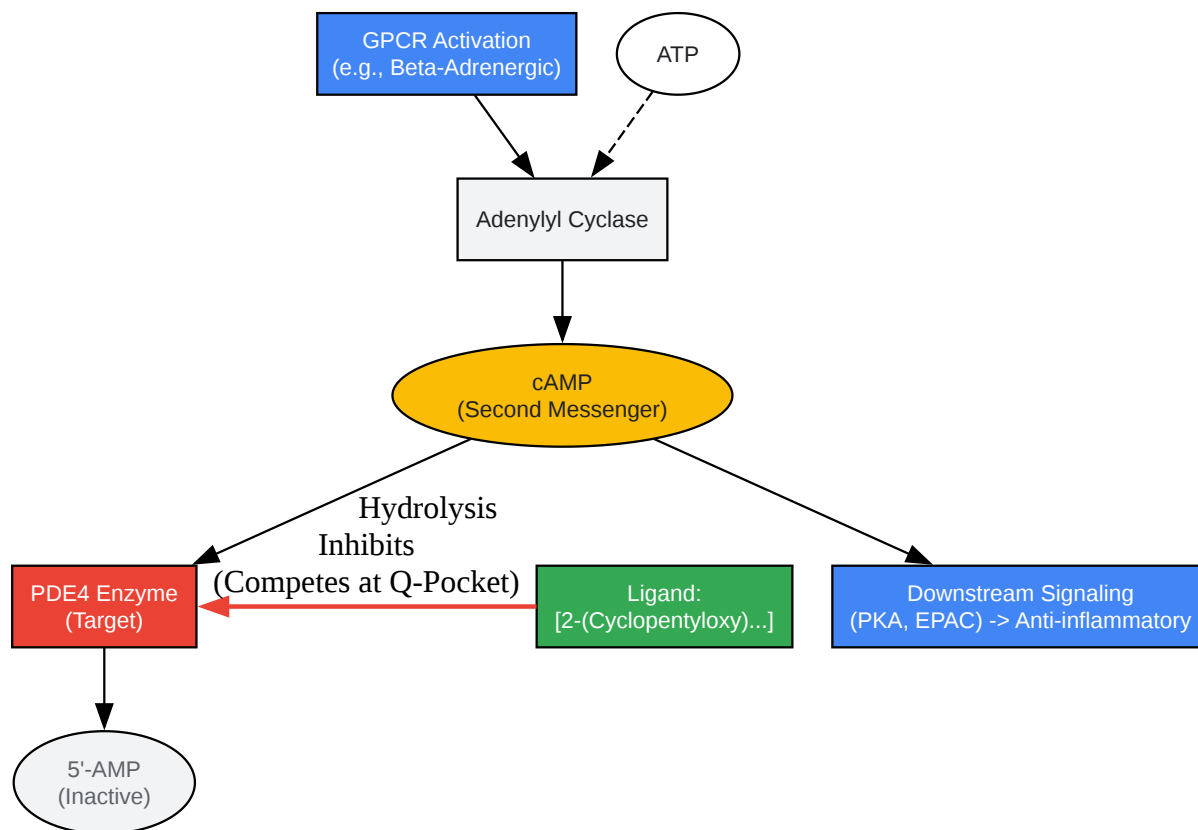 GPCR Activation
(e.g., Beta-Adrenergic)
ATP
Adenylyl Cyclase
cAMP
(Second Messenger)
Hydrolysis
Inhibits
(Competes at Q-Pocket)
PDE4 Enzyme
(Target)
Ligand:
[2-(Cyclopentyloxy)...]
Downstream Signaling
(PKA, EPAC) -> Anti-inflammatory
5'-AMP
(Inactive)